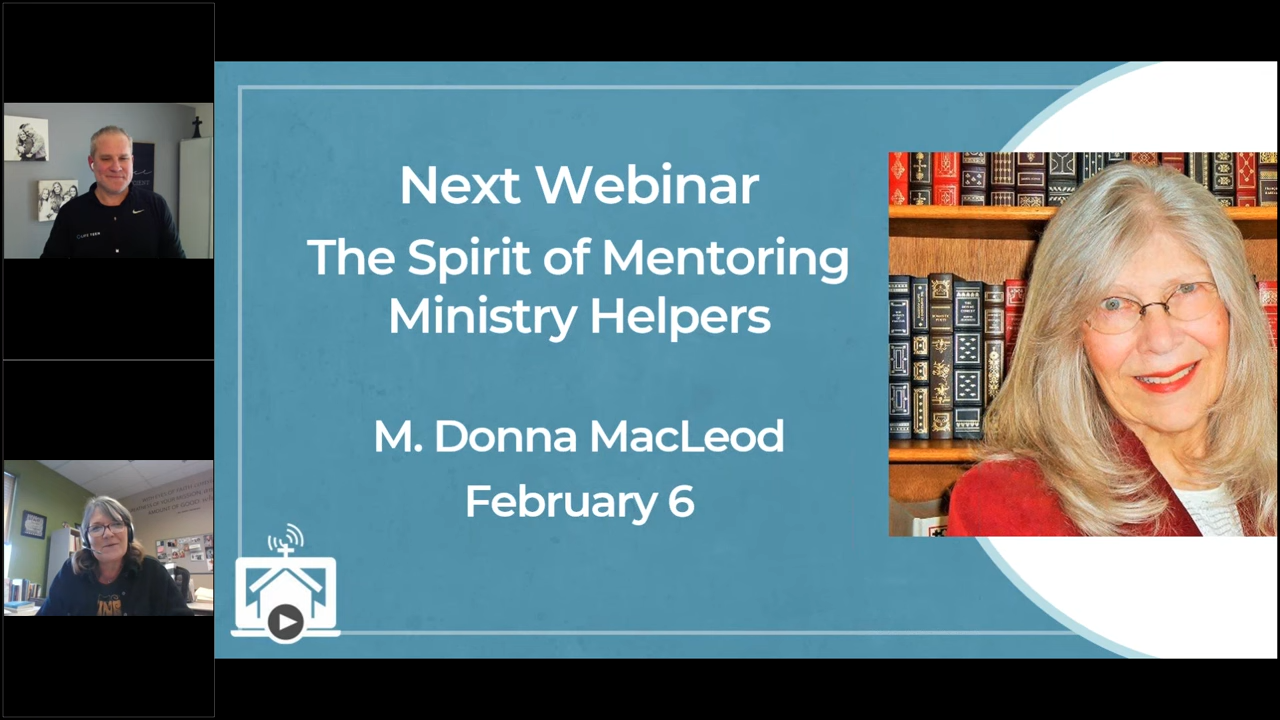 Next Webinar
The Spirit of Mentoring
Ministry Helpers
M. Donna MacLeod
February 6